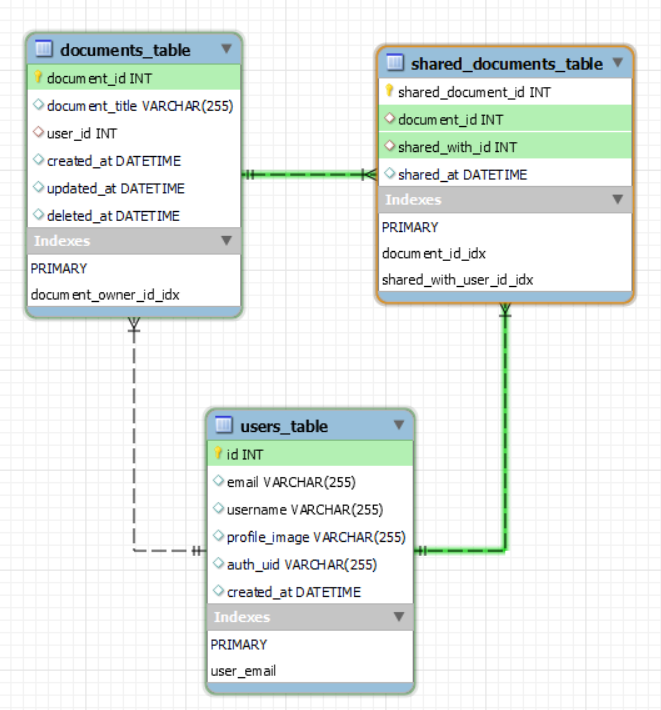 documents_table
document_id INT
document_title VARCHAR(255)
user_id INT
created_at DATETIME
updated_at DATETIME
deleted_at DATETIME
Indexes
PRIMARY
document_owner_id_idx
shared_documents_table
shared_document_id INT
document_id INT
shared_with_id INT
shared_at DATETIME
Indexes
PRIMARY
document_id_idx
shared_with_user_id_idx
users_table
id INT
email VARCHAR(255)
username VARCHAR(255)
profile_image VARCHAR(255)
auth_uid VARCHAR(255)
created_at DATETIME
Indexes
PRIMARY
user_email